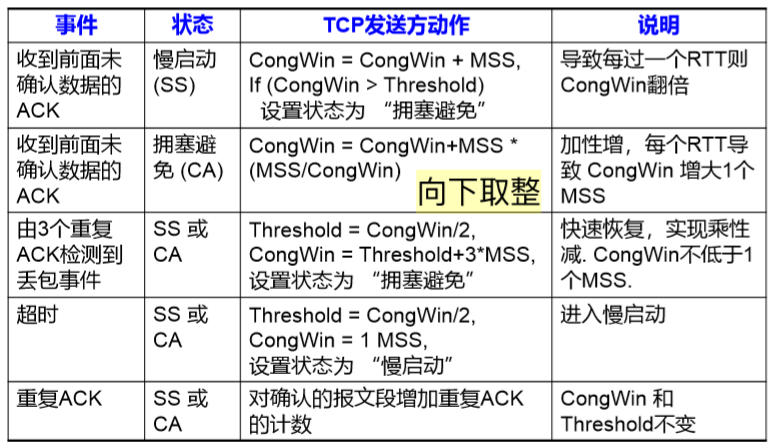 事件 状态 TCP发送方动作 说明
收到前面未确认数据的ACK
慢启动 (SS)
CongWin = CongWin + MSS,
If (CongWin > Threshold)
设置状态为 “拥塞避免”
导致每过一个RTT则
CongWin翻倍
收到前面未确认数据的ACK
拥塞避免 (CA)
CongWin = CongWin+MSS *
(MSS/CongWin)
向下取整
加性增，每个RTT导
致 CongWin 增大1个
MSS
由3个重复
ACK检测到
丢包事件
SS 或
CA
Threshold = CongWin/2,
CongWin = Threshold+3*MSS,
设置状态为 “拥塞避免”
快速恢复，实现乘性
减. CongWin不低于1
个MSS.
超时
SS 或
CA
Threshold = CongWin/2,
CongWin = 1 MSS,
设置状态为 “慢启动”
进入慢启动
重复ACK
SS 或
CA
对确认的报文段增加重复ACK
的计数
CongWin 和
Threshold不变